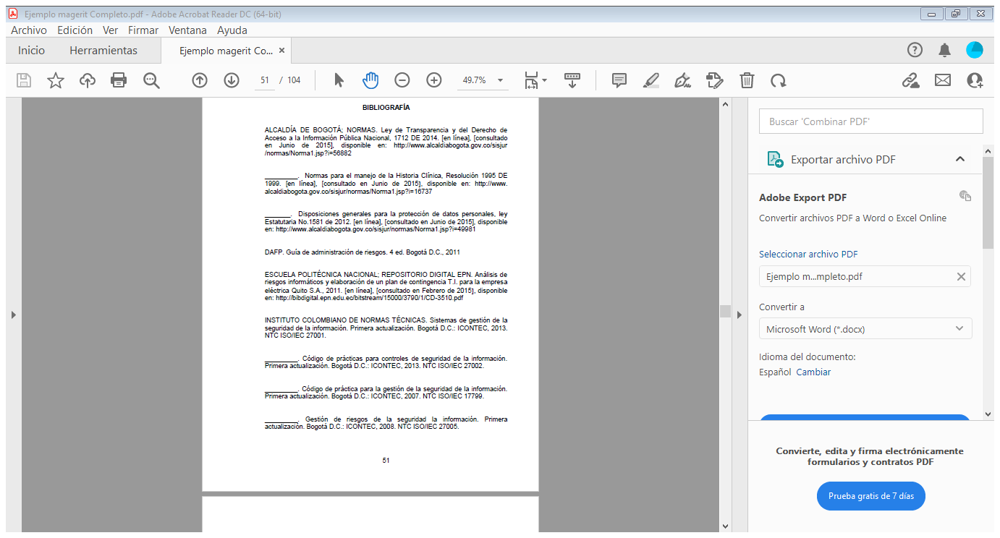 Ejemplo magerit Completo.pdf - Adobe Acrobat Reader DC (64-bit)
Archivo Edición Ver Firmar Ventana Ayuda
Inicio Herramientas Ejemplo magerit Co... ×
51 / 104 49.7%
BIBLIOGRAFÍA
ALCALDÍA DE BOGOTÁ; NORMAS. Ley de Transparencia y del Derecho de
Acceso a la Información Pública Nacional, 1712 DE 2014. [en línea], [consultado
en Junio de 2015], disponible en: http://www.alcaldiabogota.gov.co/sisjur
/normas/Norma1.jsp?i=56882
_________. Normas para el manejo de la Historia Clínica, Resolución 1995 DE
1999. [en línea], [consultado en Junio de 2015], disponible en: http://www.
alcaldiabogota.gov.co/sisjur/normas/Norma1.jsp?i=16737
_______. Disposiciones generales para la protección de datos personales, ley
Estatutaria No.1581 de 2012. [en línea], [consultado en Junio de 2015], disponible
en: http://www.alcaldiabogota.gov.co/sisjur/normas/Norma1.jsp?i=49981
DAFP. Guía de administración de riesgos. 4 ed. Bogotá D.C., 2011
ESCUELA POLITÉCNICA NACIONAL; REPOSITORIO DIGITAL EPN. Análisis de
riesgos informáticos y elaboración de un plan de contingencia T.I. para la empresa
eléctrica Quito S.A., 2011. [en línea], [consultado en Febrero de 2015], disponible
en: http://bibdigital.epn.edu.ec/bitstream/15000/3790/1/CD-3510.pdf
INSTITUTO COLOMBIANO DE NORMAS TÉCNICAS. Sistemas de gestión de la
seguridad de la información. Primera actualización. Bogotá D.C.: ICONTEC, 2013.
NTC ISO/IEC 27001.
_________. Código de prácticas para controles de seguridad de la información.
Primera actualización. Bogotá D.C.: ICONTEC, 2013. NTC ISO/IEC 27002.
_________. Código de práctica para la gestión de la seguridad de la información.
Primera actualización. Bogotá D.C.: ICONTEC, 2007. NTC ISO/IEC 17799.
_________. Gestión de riesgos de la seguridad la información. Primera
actualización. Bogotá D.C.: ICONTEC, 2008. NTC ISO/IEC 27005.
51
Buscar 'Combinar PDF'
Exportar archivo PDF
Adobe Export PDF
Convertir archivos PDF a Word o Excel Online
Seleccionar archivo PDF
Ejemplo m...mpleto.pdf
Convertir a
Microsoft Word (*.docx)
Idioma del documento:
Español Cambiar
Convierte, edita y firma electrónicamente
formularios y contratos PDF
Prueba gratis de 7 días